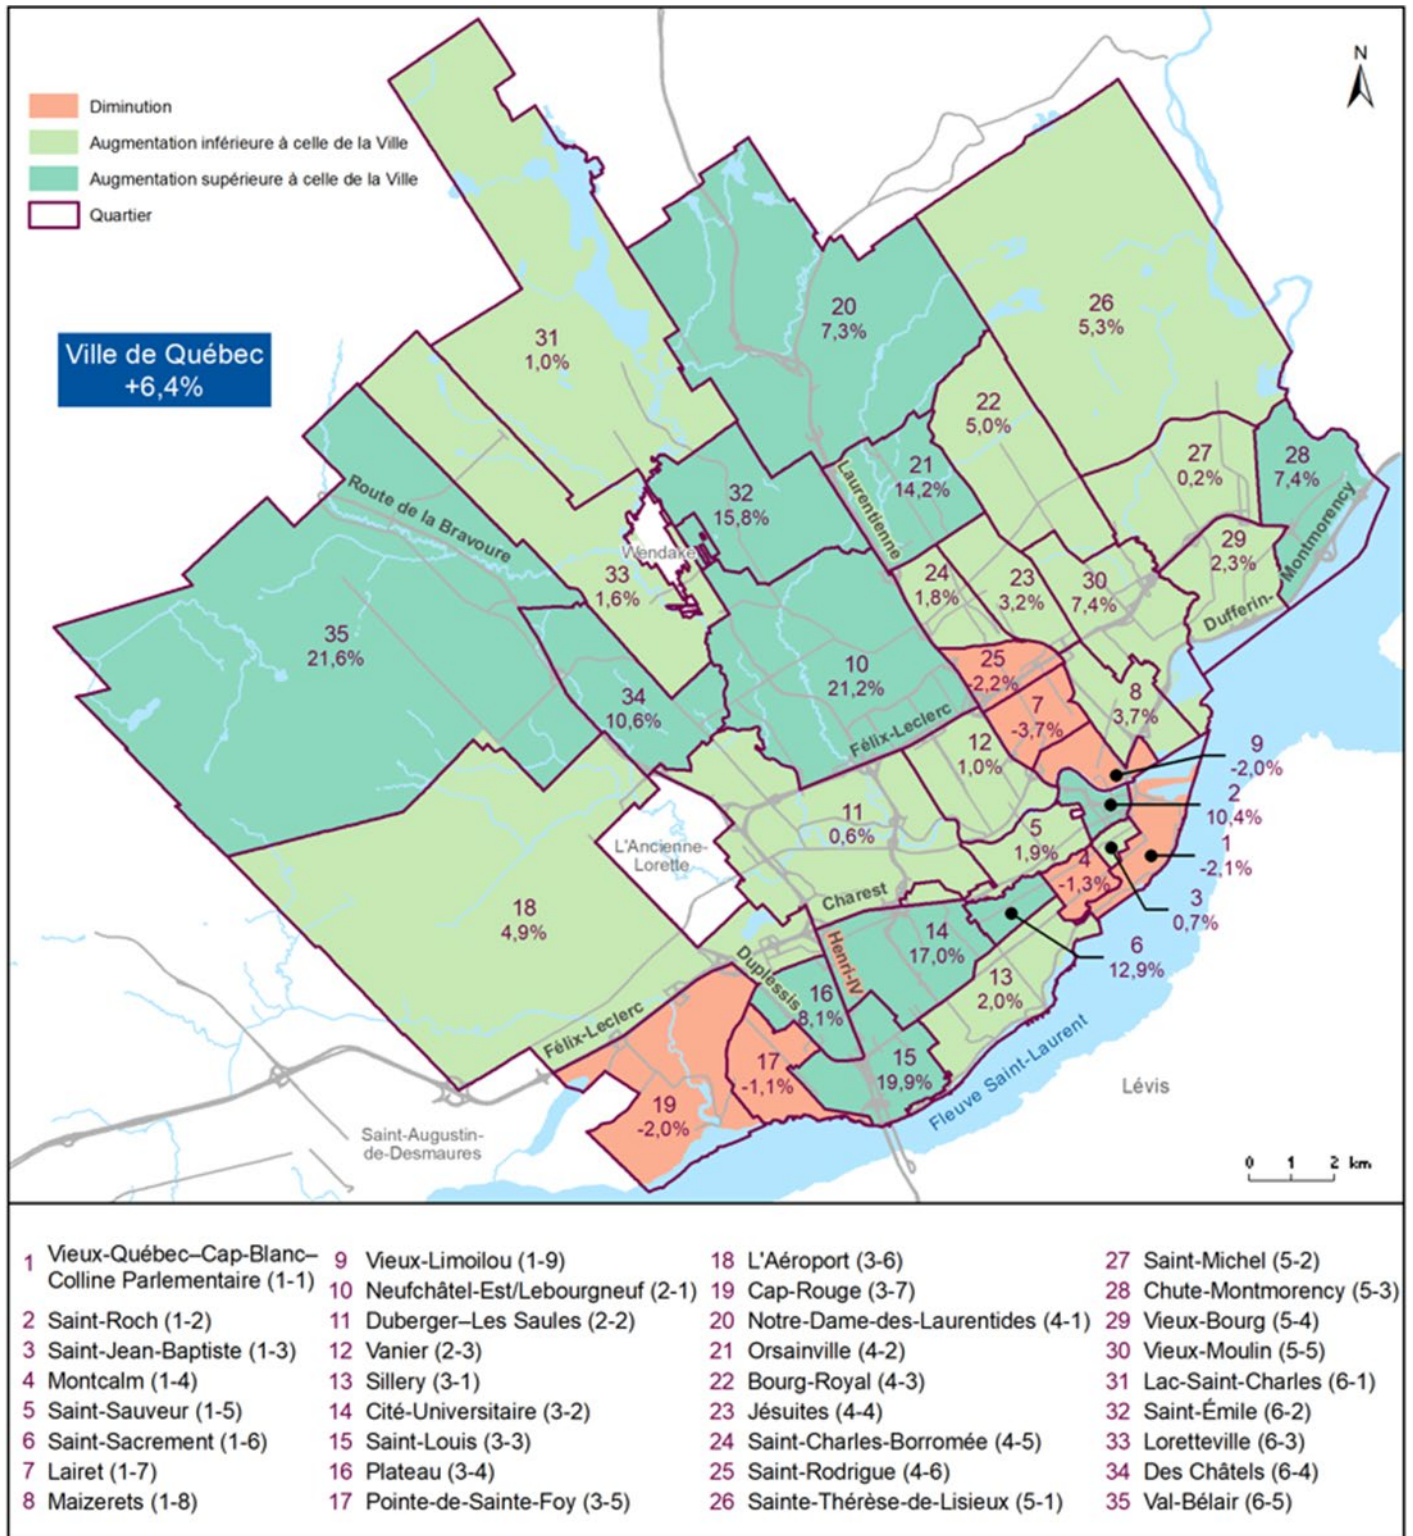 N
Diminution
Augmentation inférieure à celle de la Ville
Augmentation supérieure à celle de la Ville
Quartier
Ville de Québec
+6,4%
31
1,0%
20
7,3%
26
5,3%
22
5,0%
21
14,2%
27
0,2%
28
7,4%
32
15,8%
Laurentienne
Route de la Bravoure
Wendake
33
1,6%
29
2,3%
Dufferin-
Montmorency
24
1,8%
23
3,2%
30
7,4%
35
21,6%
34
10,6%
10
21,2%
25
-2,2%
7
-3,7%
8
3,7%
Félix-Leclerc
12
1,0%
9
-2,0%
2
10,4%
1
-2,1%
3
0,7%
6
12,9%
11
0,6%
5
1,9%
4
-1,3%
L'Ancienne-
Lorette
Charest
18
4,9%
14
17,0%
Henri-IV
Duplessis
16
8,1%
13
2,0%
Félix-Leclerc
17
-1,1%
15
19,9%
19
-2,0%
Fleuve Saint-Laurent
Lévis
Saint-Augustin-
de-Desmaures
0 1 2 km
1 Vieux-Québec–Cap-Blanc–
Colline Parlementaire (1-1)
2 Saint-Roch (1-2)
3 Saint-Jean-Baptiste (1-3)
4 Montcalm (1-4)
5 Saint-Sauveur (1-5)
6 Saint-Sacrement (1-6)
7 Lairet (1-7)
8 Maizerets (1-8)
9 Vieux-Limoilou (1-9)
10 Neufchâtel-Est/Lebourgneuf (2-1)
11 Duberger–Les Saules (2-2)
12 Vanier (2-3)
13 Sillery (3-1)
14 Cité-Universitaire (3-2)
15 Saint-Louis (3-3)
16 Plateau (3-4)
17 Pointe-de-Sainte-Foy (3-5)
18 L'Aéroport (3-6)
19 Cap-Rouge (3-7)
20 Notre-Dame-des-Laurentides (4-1)
21 Orsainville (4-2)
22 Bourg-Royal (4-3)
23 Jésuites (4-4)
24 Saint-Charles-Borromée (4-5)
25 Saint-Rodrigue (4-6)
26 Sainte-Thérèse-de-Lisieux (5-1)
27 Saint-Michel (5-2)
28 Chute-Montmorency (5-3)
29 Vieux-Bourg (5-4)
30 Vieux-Moulin (5-5)
31 Lac-Saint-Charles (6-1)
32 Saint-Émile (6-2)
33 Loretteville (6-3)
34 Des Châtels (6-4)
35 Val-Bélair (6-5)